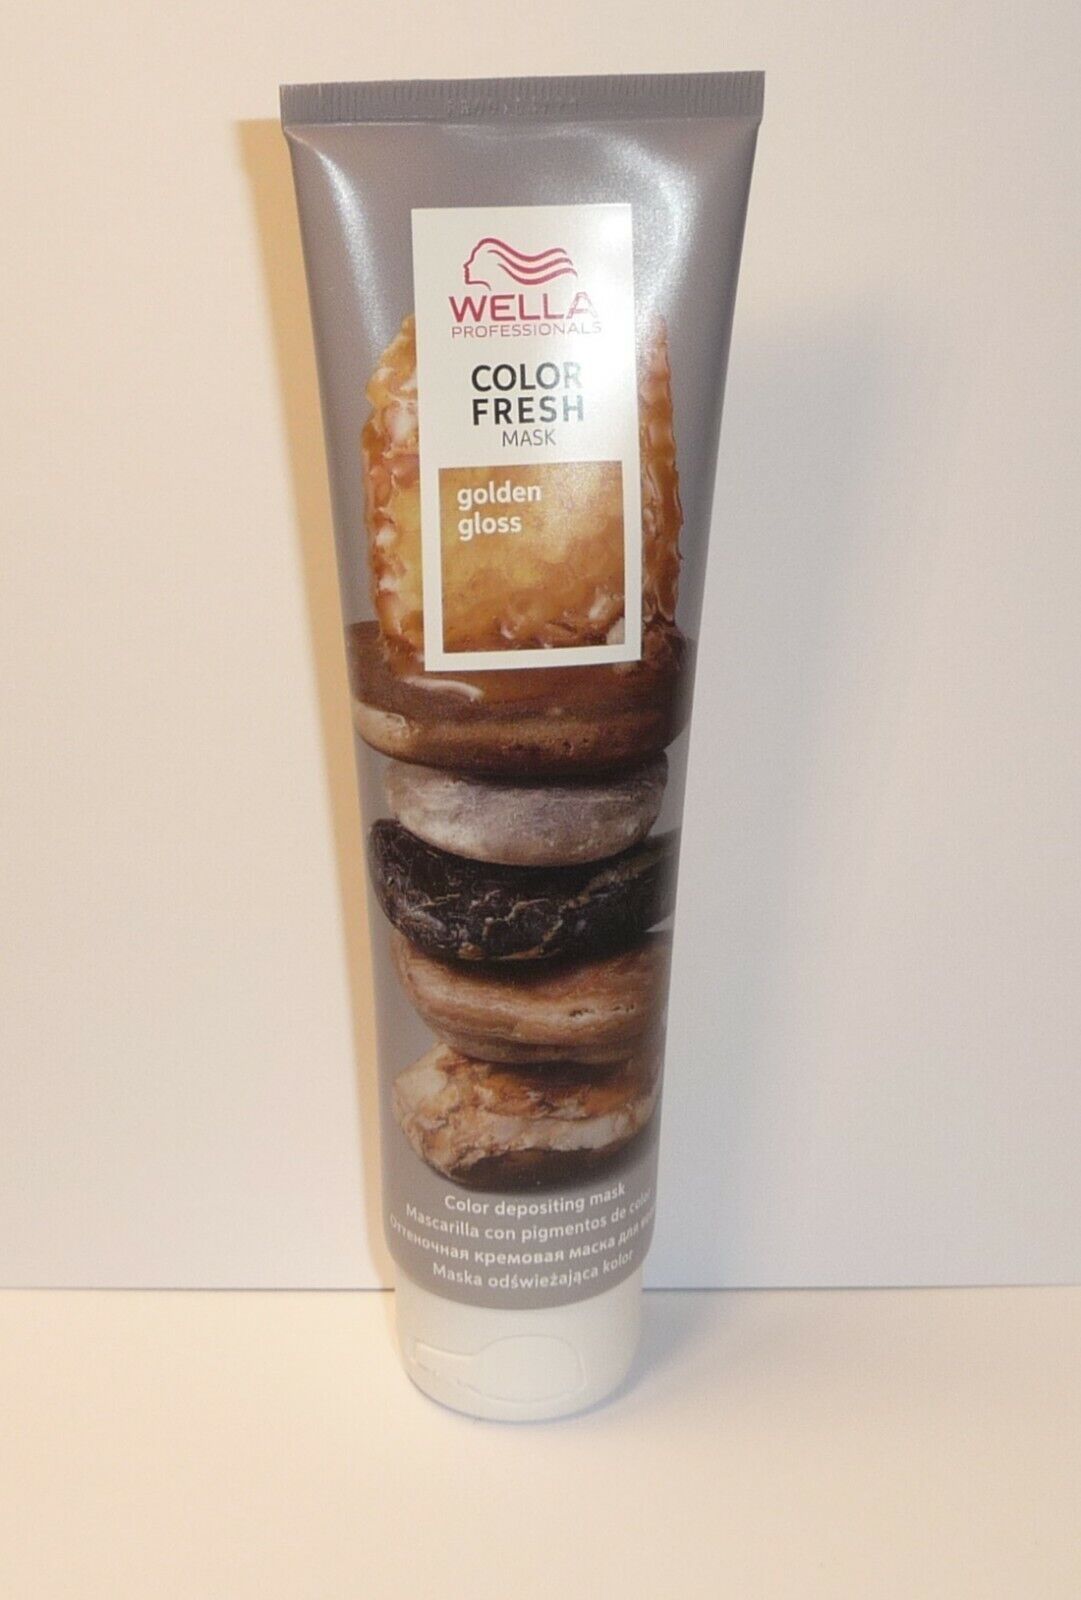 WELLA
PROFESSIONALS
COLOR
FRESH
MASK
golden
gloss
Color depositing mask
Mascarilla con pigmentos de color
Оттеночная кремовая маска для
Maska odświeżająca kolor